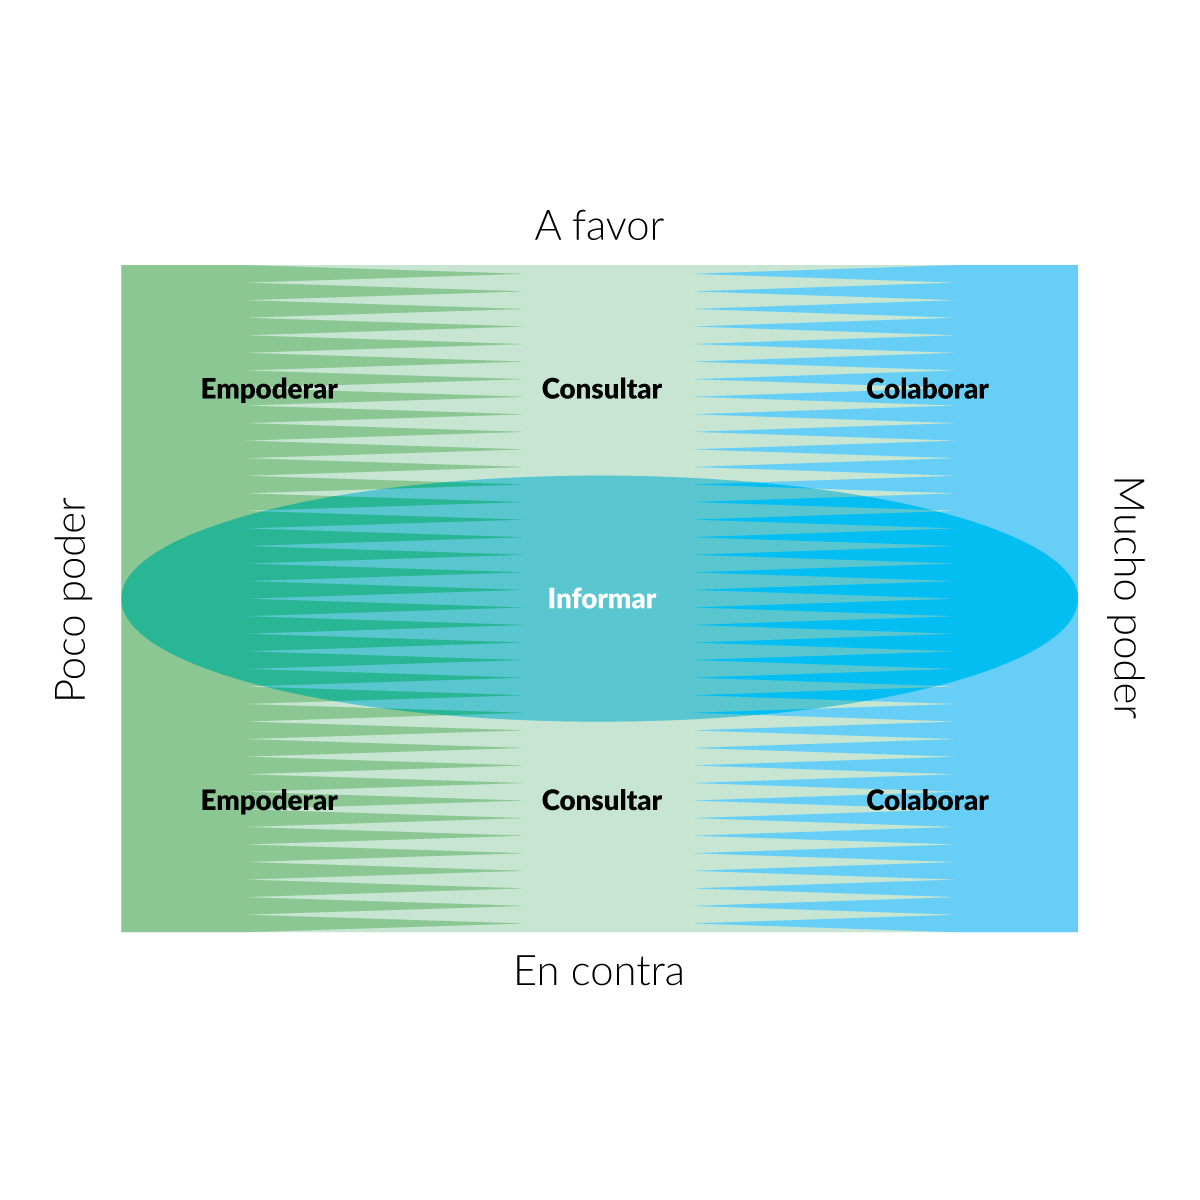 A favor
Empoderar
Consultar
Colaborar
Poco poder
Informar
Mucho poder
Empoderar
Consultar
Colaborar
En contra